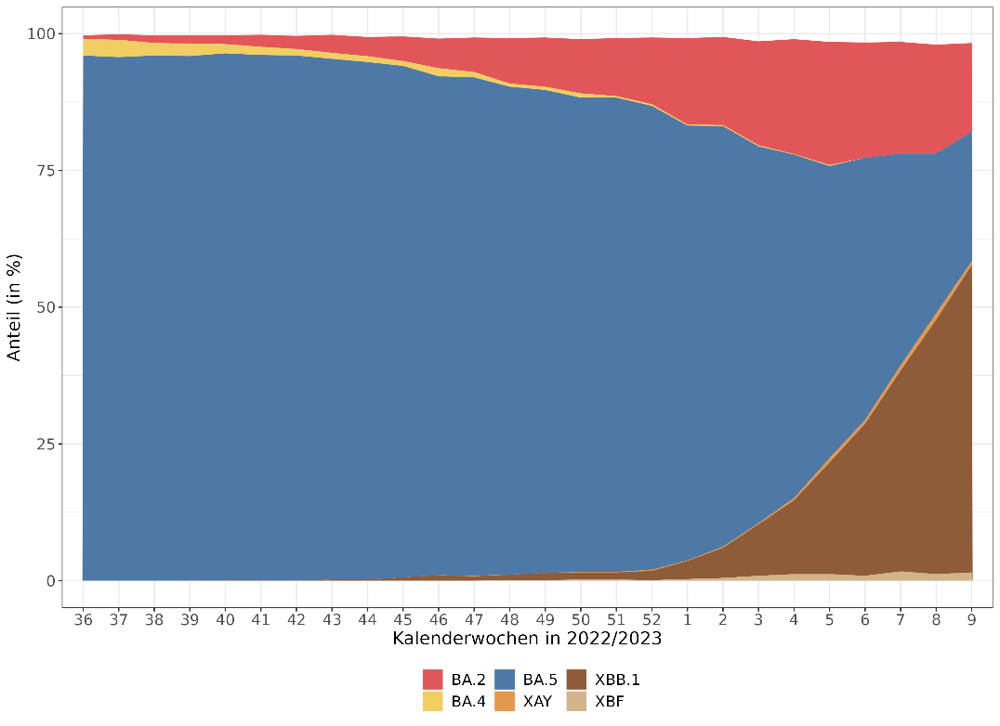 100
75
50
25
0
Anteil (in %)
36 37 38 39 40 41 42 43 44 45 46 47 48 49 50 51 52 1 2 3 4 5 6 7 8 9
Kalenderwochen in 2022/2023
BA.2 BA.5 XBB.1
BA.4 XAY XBF